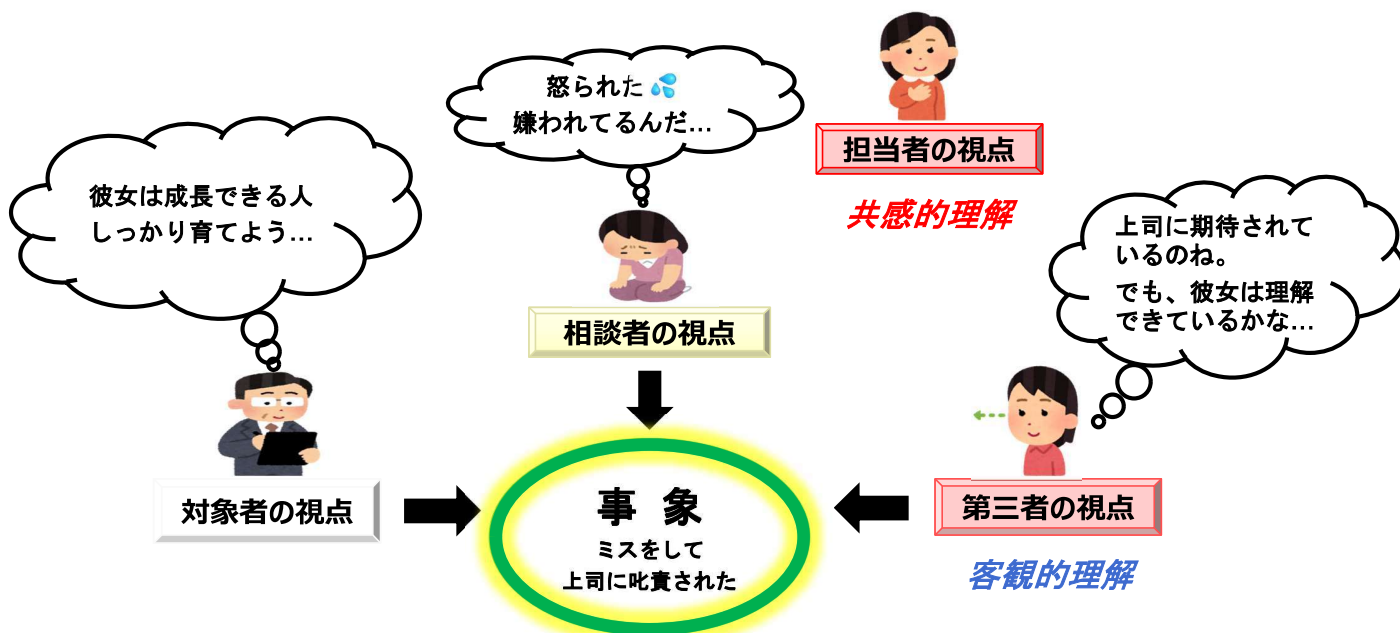 怒られた💦
嫌われてるんだ…
担当者の視点
共感的理解
彼女は成長できる人
しっかり育てよう…
上司に期待されて
いるのね。
でも、彼女は理解
できているかな…
相談者の視点
対象者の視点
事 象
ミスをして
上司に叱責された
第三者の視点
客観的理解